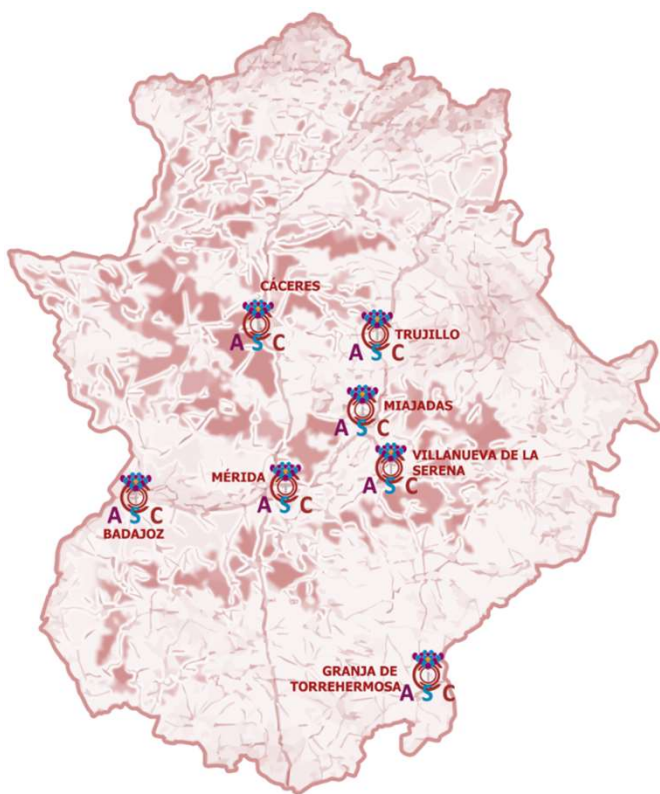 CÁCERES
A S C
TRUJILLO
A S C
MIAJADAS
A S C
VILLANUEVA DE LA
SERENA
A S C
MÉRIDA
A S C
A S C
BADAJOZ
GRANJA DE
TORREHERMOSA
A S C